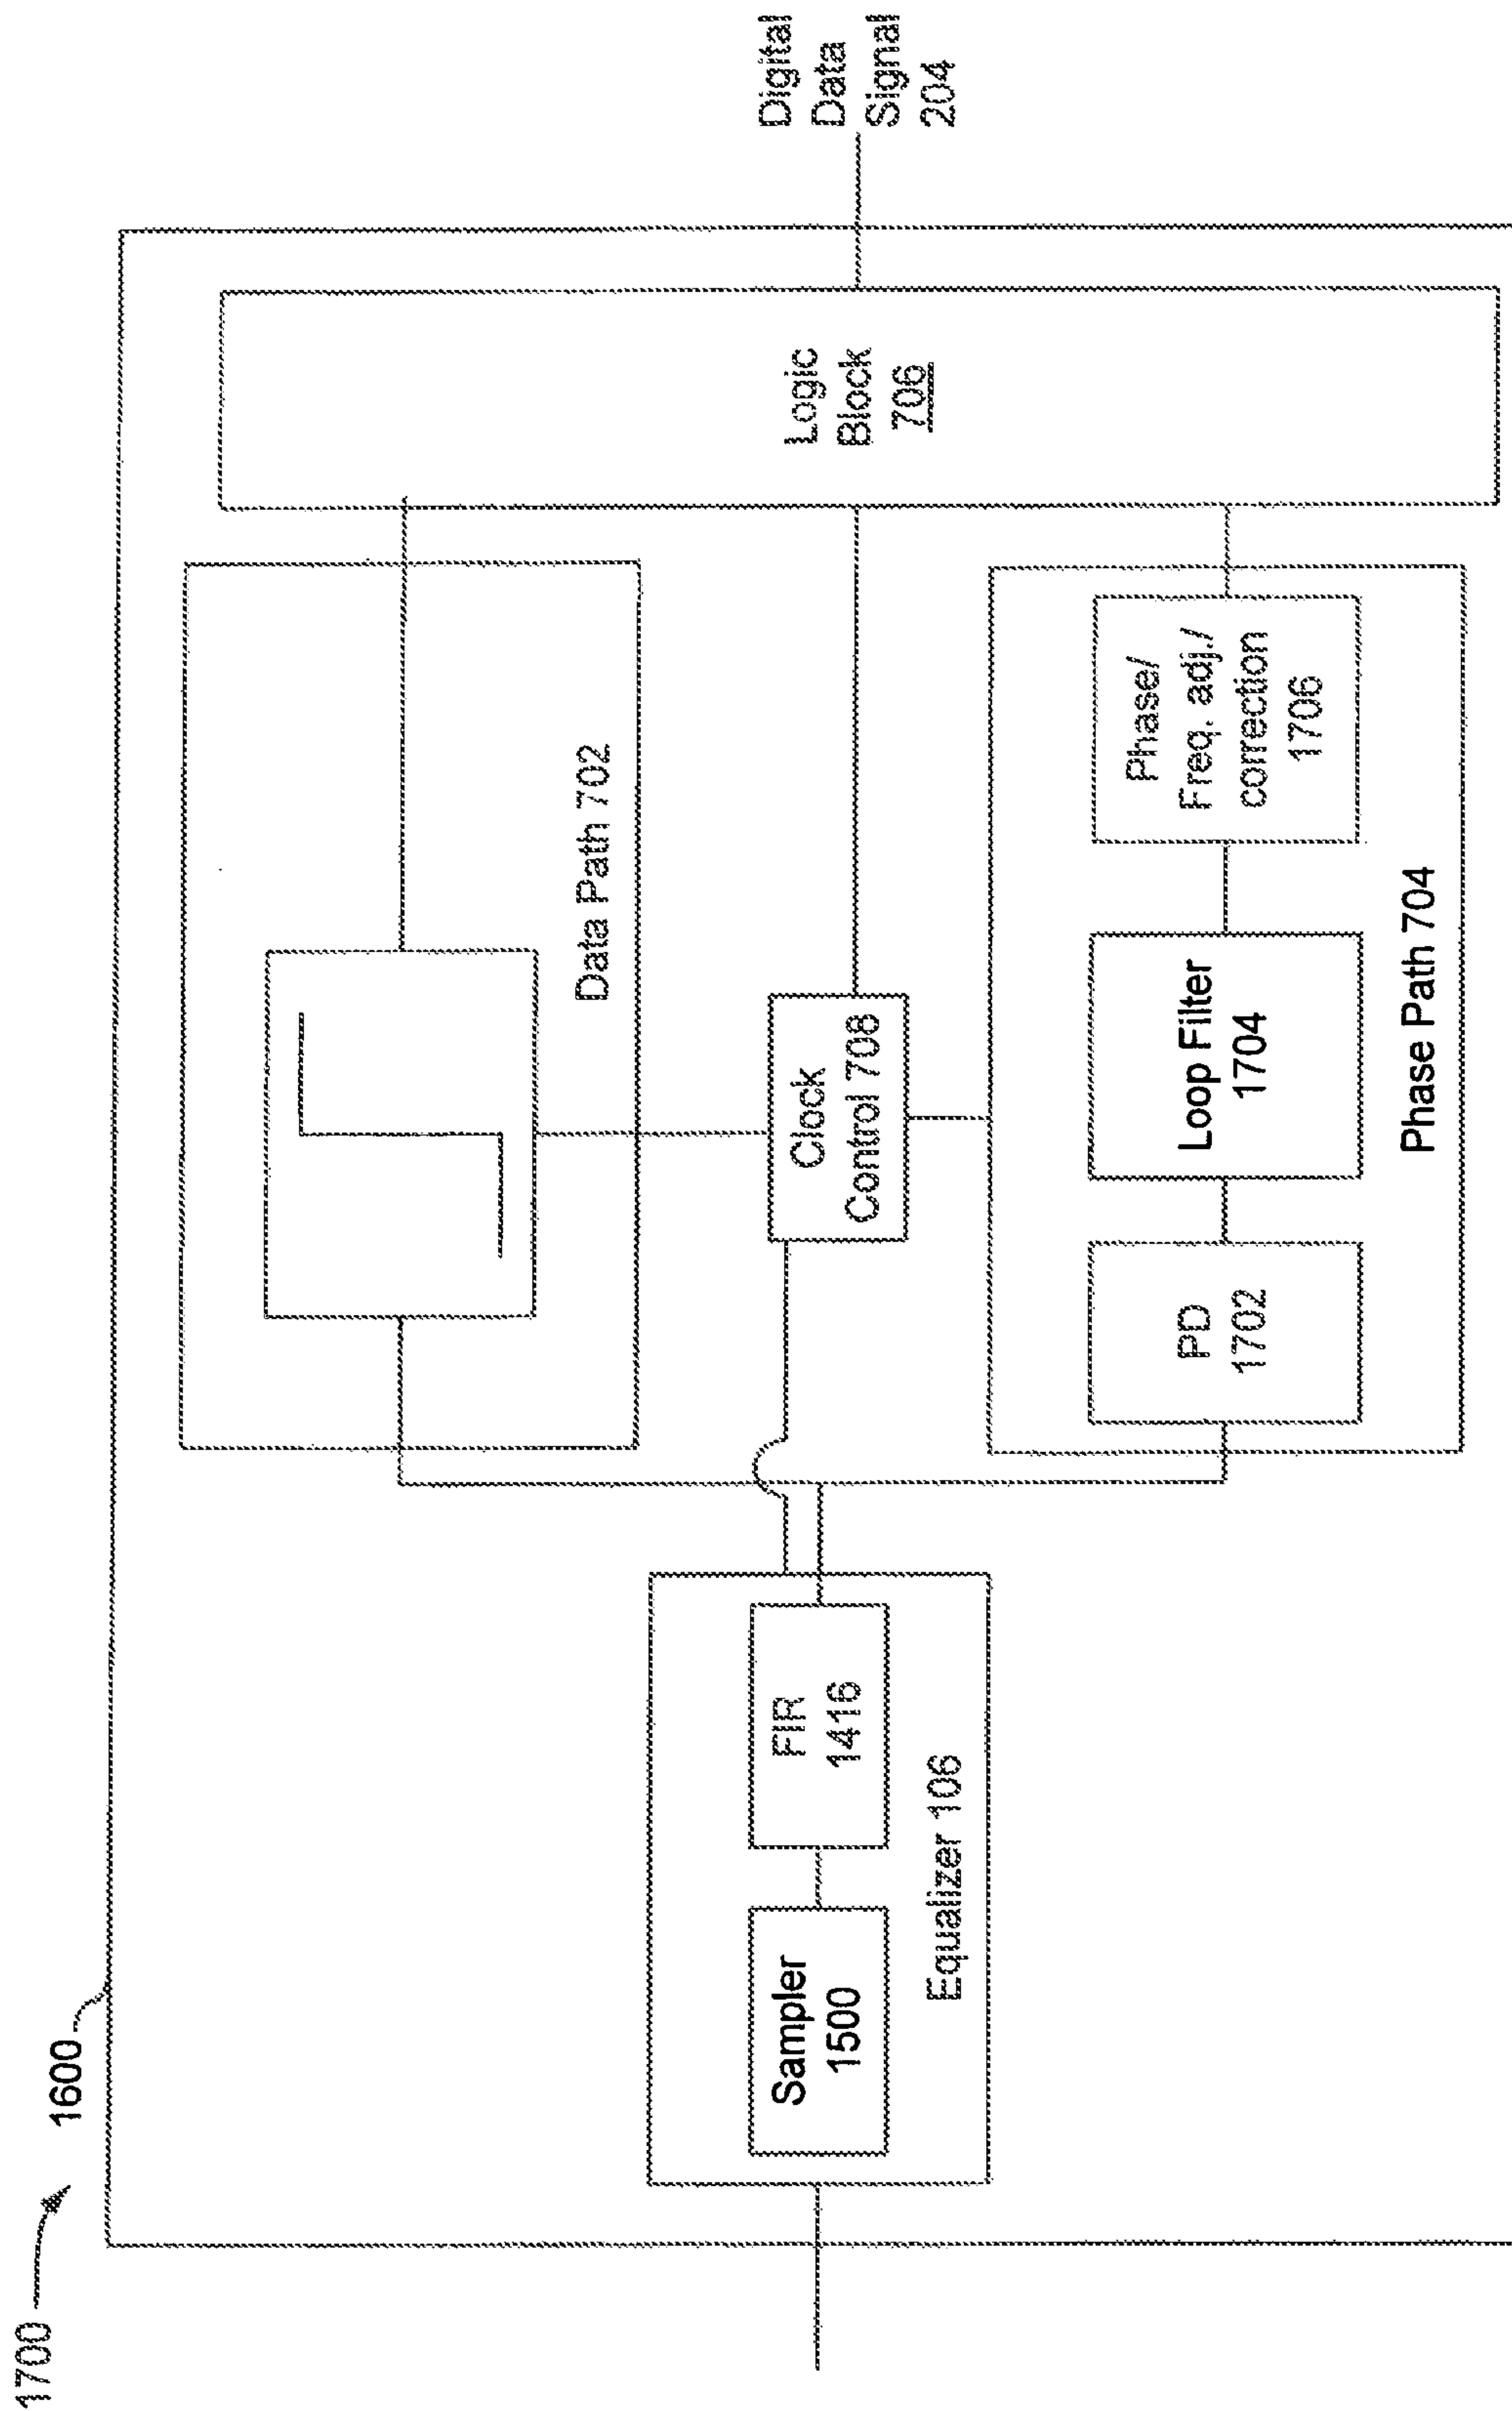 1700
1600
Sampler
1500
FIR
1416
Equalizer 106
Data Path 702
Clock
Control 708
PD
1702
Loop Filter
1704
Phase/
Freq. adj./
correction
1706
Phase Path 704
Logic
Block
706
Digital
Data
Signal
204